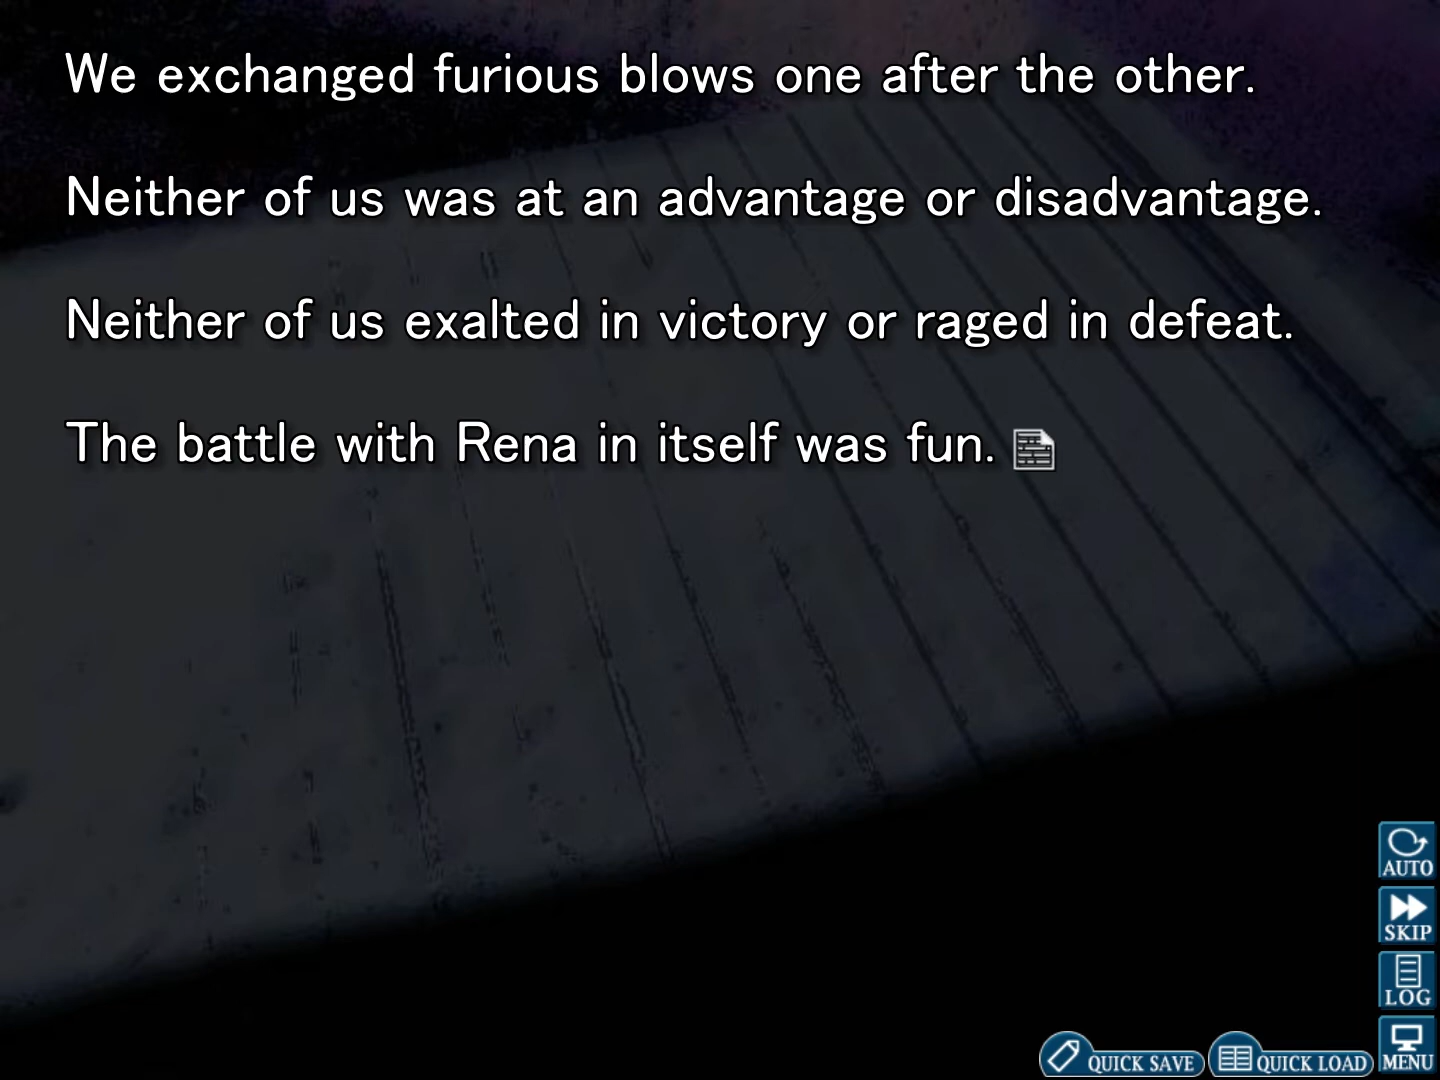 We exchanged furious blows one after the other.
Neither of us was at an advantage or disadvantage.
Neither of us exalted in victory or raged in defeat.
The battle with Rena in itself was fun.
AUTO
SKIP
LOG
QUICK SAVE
QUICK LOAD
MENU